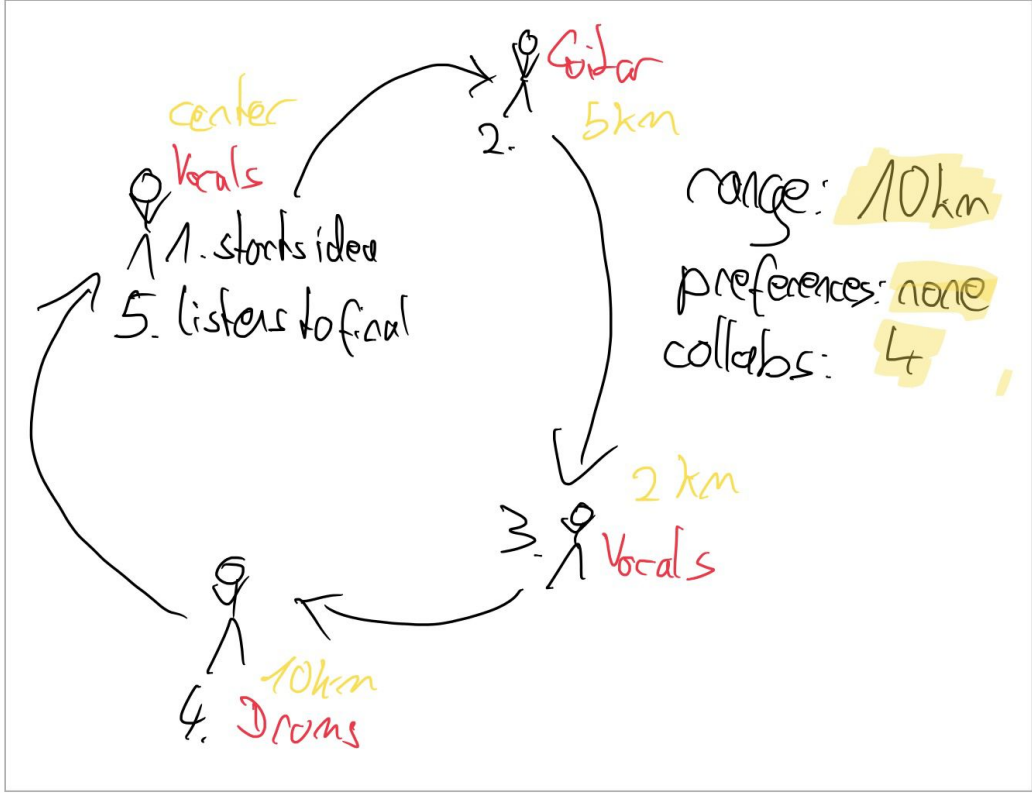 center
Vocals
1. starts idea
5. listens to final
2.
Guitar
5km
3.
2 km
Vocals
4.
10km
Drums
range: 10km
preferences: none
collabs: 4